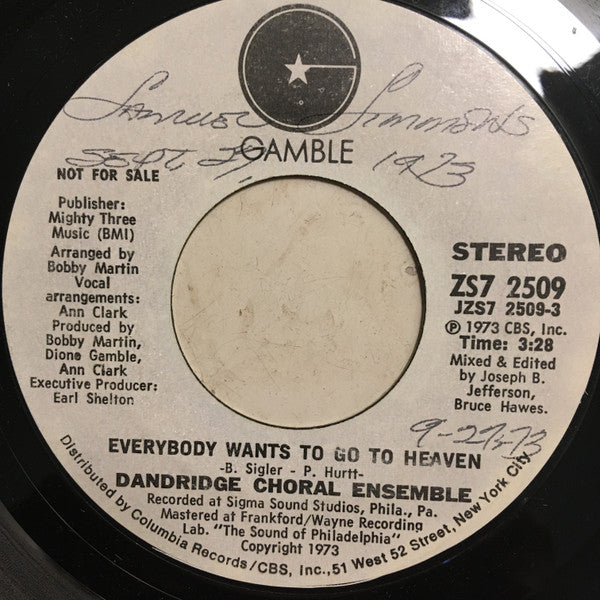 Samuel Simmons
Sept. 27, 1973
GAMBLE
NOT FOR SALE
Publisher:
Mighty Three
Music (BMI)
Arranged by
Bobby Martin
Vocal
arrangements:
Ann Clark
Produced by
Bobby Martin,
Dione Gamble,
Ann Clark
Executive Producer:
Earl Shelton
STEREO
ZS7 2509
JZS7 2509-3
Ⓟ 1973 CBS, Inc.
Time: 3:28
Mixed & Edited
by Joseph B.
Jefferson,
Bruce Hawes.
9-27-73
EVERYBODY WANTS TO GO TO HEAVEN
-B. Sigler - P. Hurtt-
DANDRIDGE CHORAL ENSEMBLE
Recorded at Sigma Sound Studios, Phila., Pa.
Mastered at Frankford/Wayne Recording
Lab. "The Sound of Philadelphia"
Copyright 1973
Distributed by Columbia Records/CBS, Inc., 51 West 52 Street, New York City